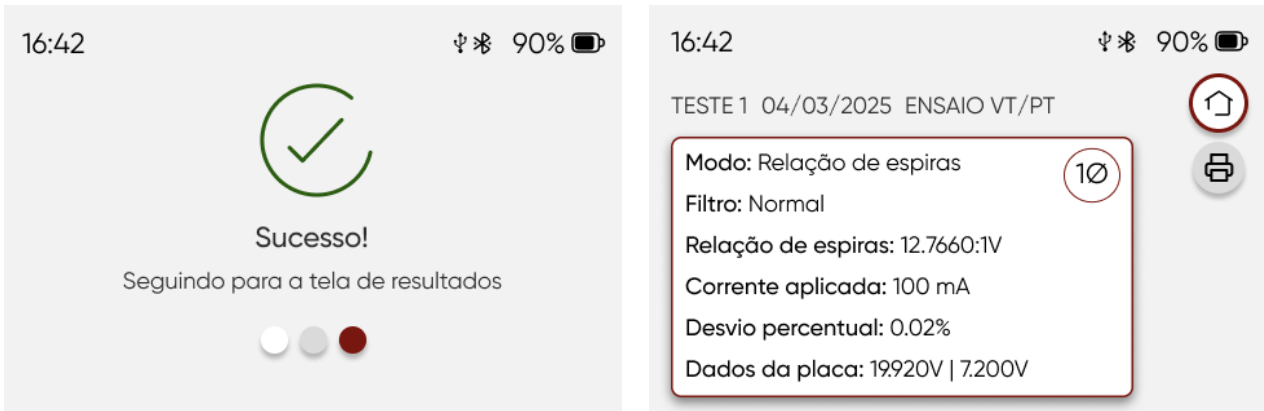 16:42
90%
Sucesso!
Seguindo para a tela de resultados
16:42
90%
TESTE 1 04/03/2025 ENSAIO VT/PT
Modo: Relação de espiras
1Ø
Filtro: Normal
Relação de espiras: 12.7660:1V
Corrente aplicada: 100 mA
Desvio percentual: 0.02%
Dados da placa: 19.920V | 7.200V